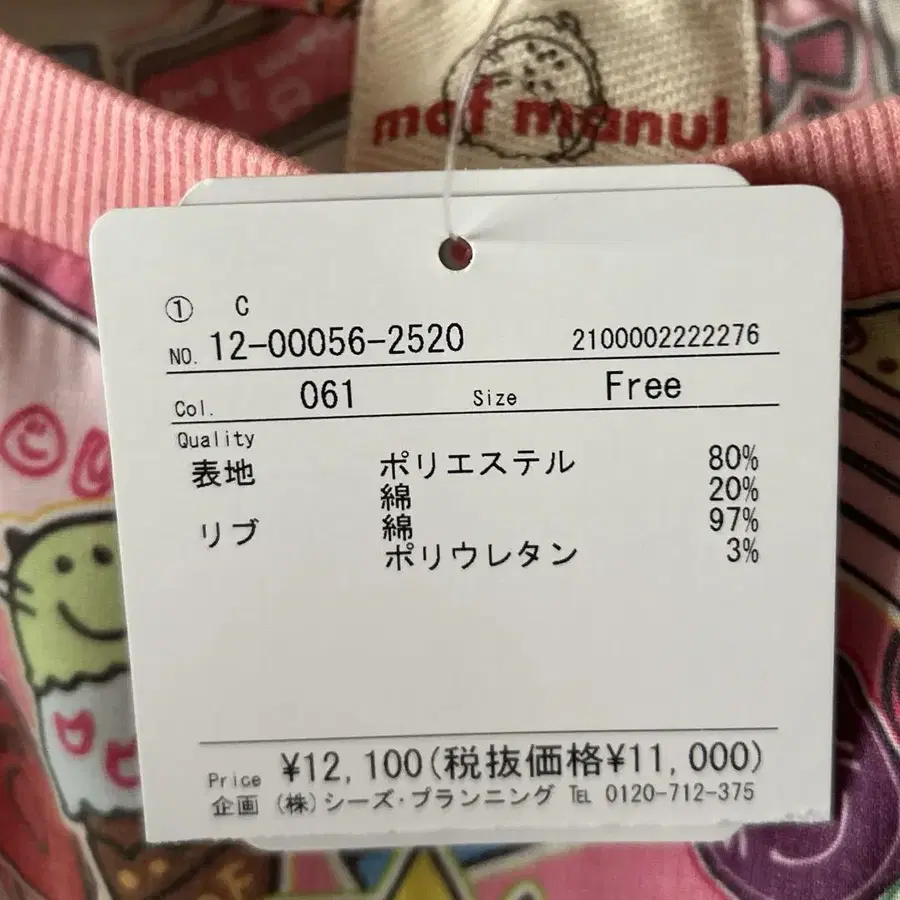 mof manul
① C
NO. 12-00056-2520 2100002222276
Col. 061 Size Free
Quality
表地 ポリエステル 80%
綿 20%
リブ 綿 97%
ポリウレタン 3%
Price ¥12,100(税抜価格¥11,000)
企画 (株)シーズ・プランニング ℡ 0120-712-375